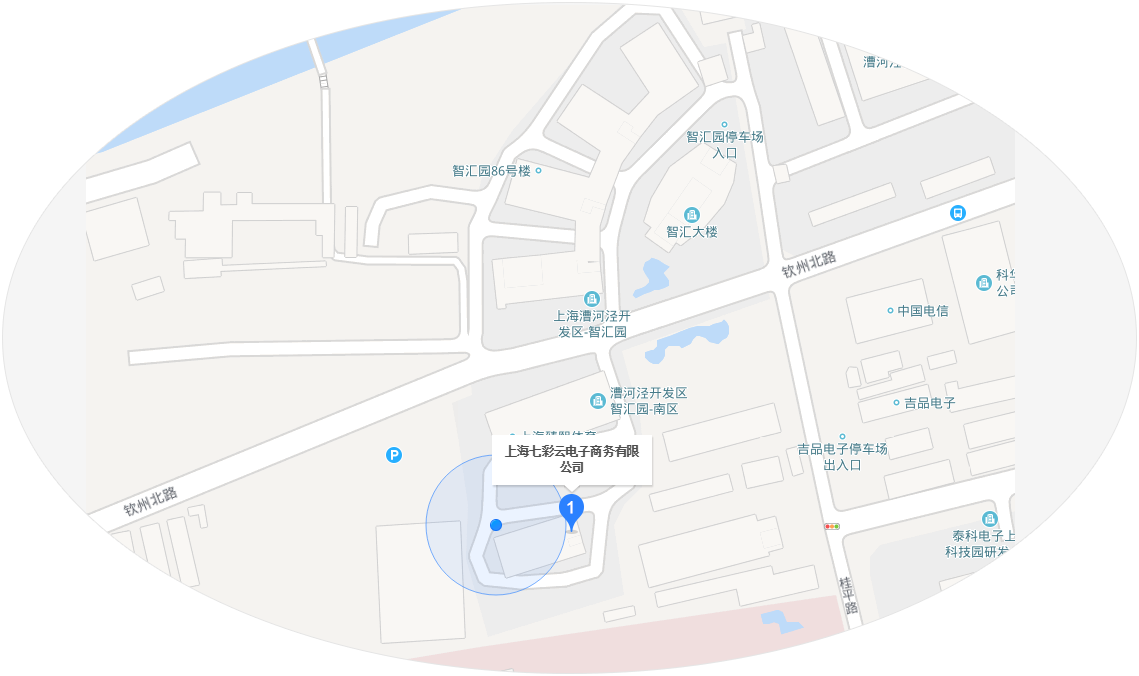 漕河泾
智汇园停车场
入口
智汇园86号楼
智汇大楼
钦州北路
科华
公司
中国电信
上海漕河泾开
发区-智汇园
漕河泾开发区
智汇园-南区
吉品电子
吉品电子停车场
出入口
P
上海七彩云电子商务有限
公司
1
钦州北路
泰科电子上
科技园研发
桂平路